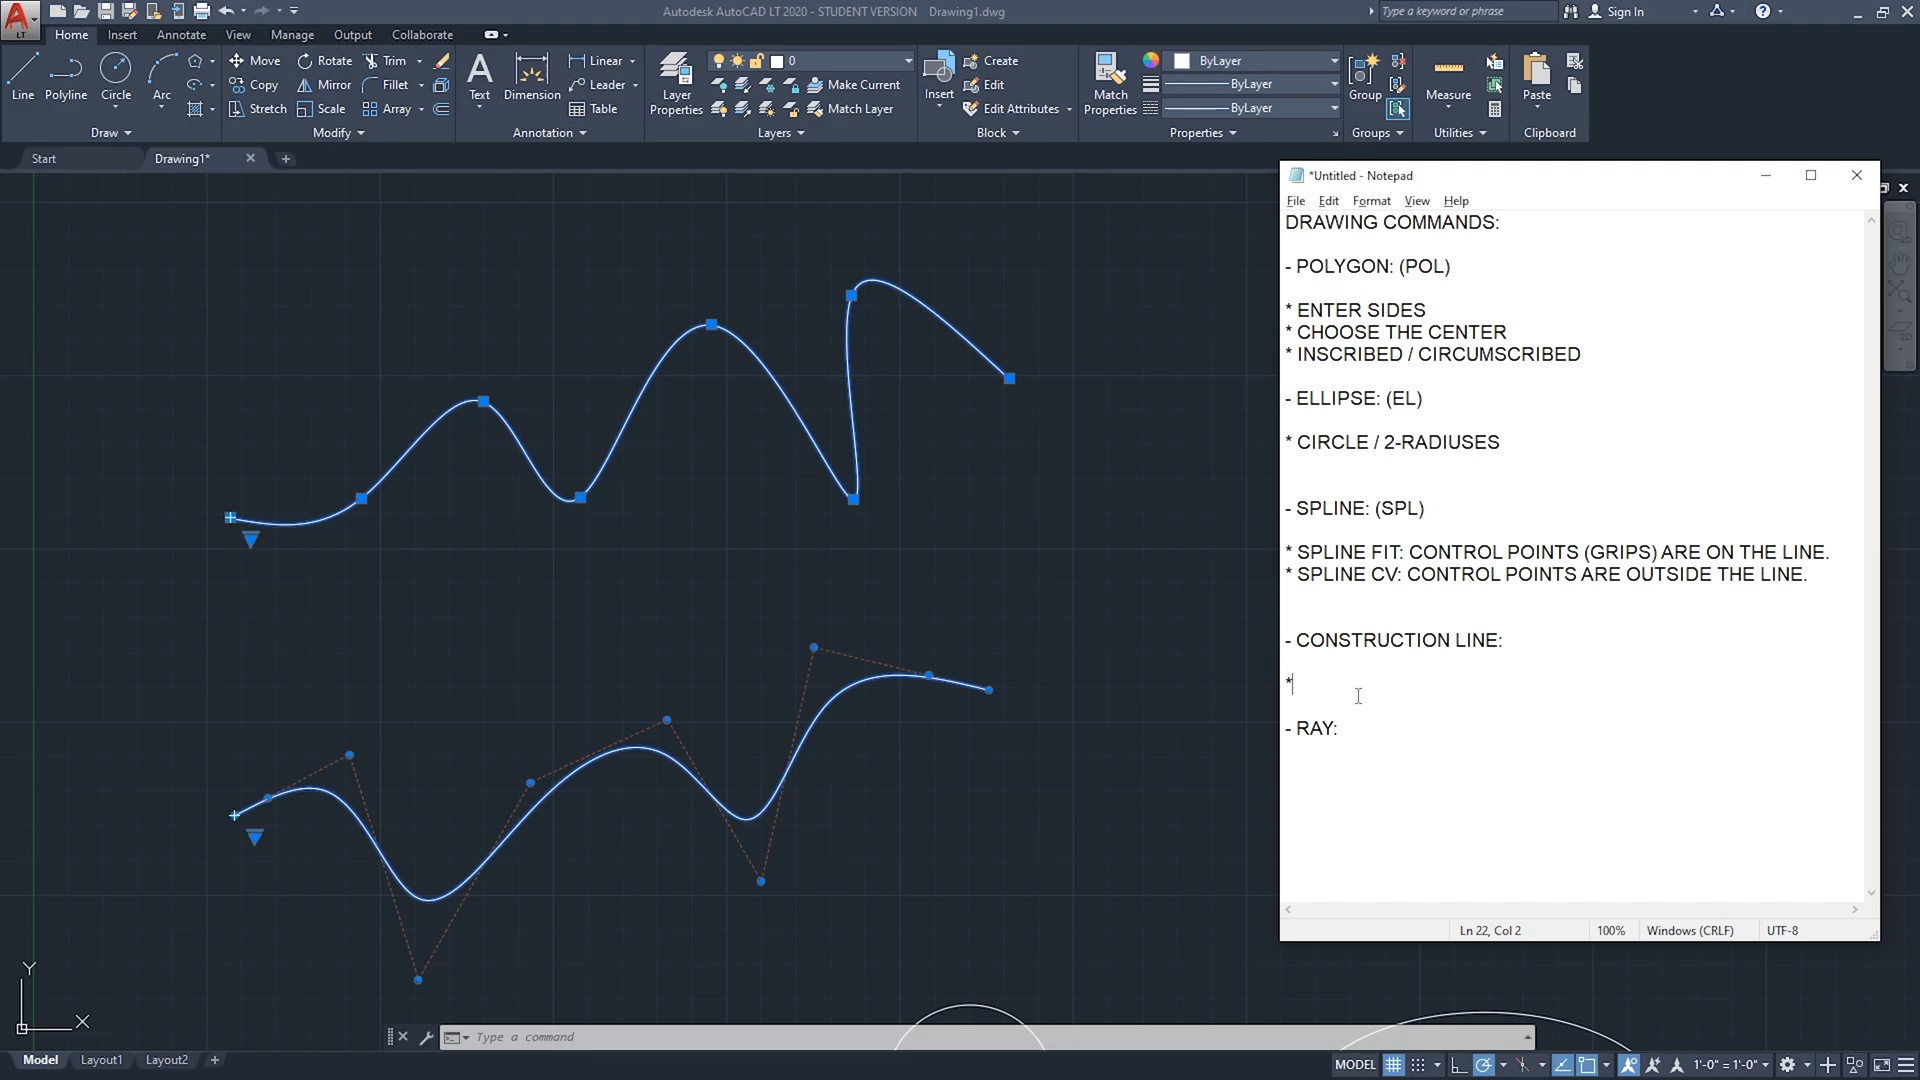 Autodesk AutoCAD LT 2020 - STUDENT VERSION Drawing1.dwg
Type a keyword or phrase
Sign In
LT
Home Insert Annotate View Manage Output Collaborate
Line Polyline Circle Arc
Draw
Move Rotate Trim
Copy Mirror Fillet
Stretch Scale Array
Modify
Text Dimension
Linear
Leader
Table
Annotation
Layer Properties
0
Make Current
Match Layer
Layers
Insert
Create
Edit
Edit Attributes
Block
Match Properties
ByLayer
ByLayer
ByLayer
Properties
Group
Groups
Measure
Utilities
Paste
Clipboard
Start Drawing1*
*Untitled - Notepad
File Edit Format View Help
DRAWING COMMANDS:
- POLYGON: (POL)
* ENTER SIDES
* CHOOSE THE CENTER
* INSCRIBED / CIRCUMSCRIBED
- ELLIPSE: (EL)
* CIRCLE / 2-RADIUSES
- SPLINE: (SPL)
* SPLINE FIT: CONTROL POINTS (GRIPS) ARE ON THE LINE.
* SPLINE CV: CONTROL POINTS ARE OUTSIDE THE LINE.
- CONSTRUCTION LINE:
*
- RAY:
Ln 22, Col 2 100% Windows (CRLF) UTF-8
Y
X
Type a command
Model Layout1 Layout2
MODEL 1'-0" = 1'-0"